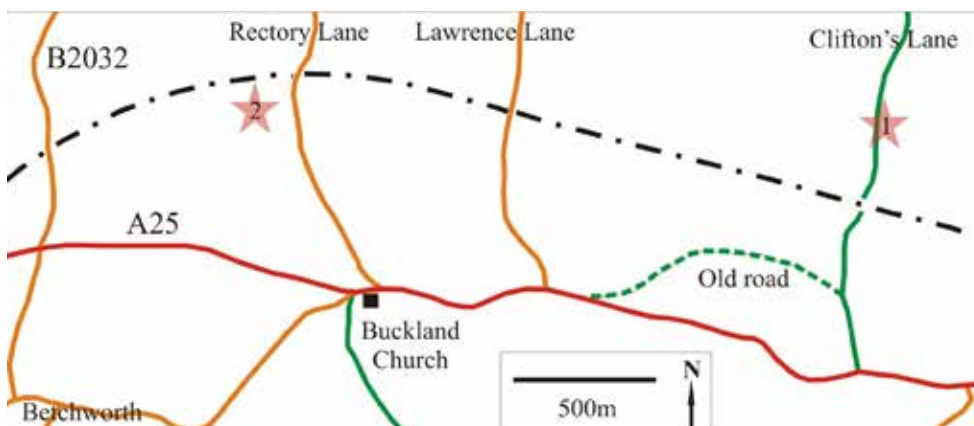 Rectory Lane
Lawrence Lane
Clifton's Lane
B2032
2
1
A25
Old road
Buckland
Church
N
500m
Betchworth